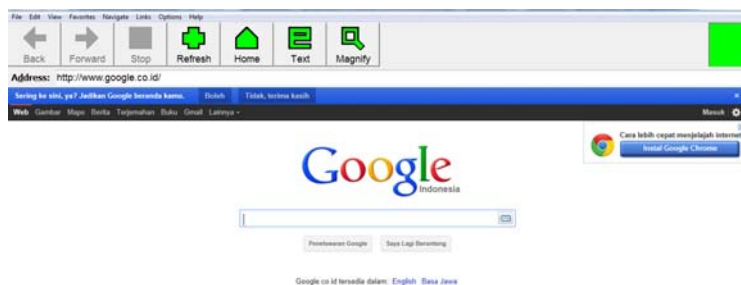 File Edit View Favorites Navigate Links Options Help
Back Forward Stop Refresh Home Text Magnify
Address: http://www.google.co.id/
Sering ke sini, ya? Jadikan Google beranda kamu. Boleh Tidak, terima kasih
Web Gambar Maps Berita Terjemahan Buku Gmail Lainnya Masuk
Cara lebih cepat menjelajah internet
Instal Google Chrome
Google
Indonesia
Penelusuran Google Saya Lagi Beruntung
Google co id tersedia dalam: English Basa Jawa